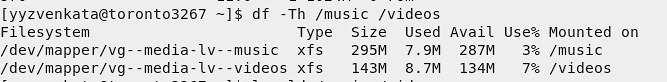 [yyzvenkata@toronto3267 ~]$ df -Th /music /videos
Filesystem                       Type  Size  Used Avail Use% Mounted on
/dev/mapper/vg--media-lv--music  xfs   295M  7.9M  287M   3% /music
/dev/mapper/vg--media-lv--videos xfs   143M  8.7M  134M   7% /videos